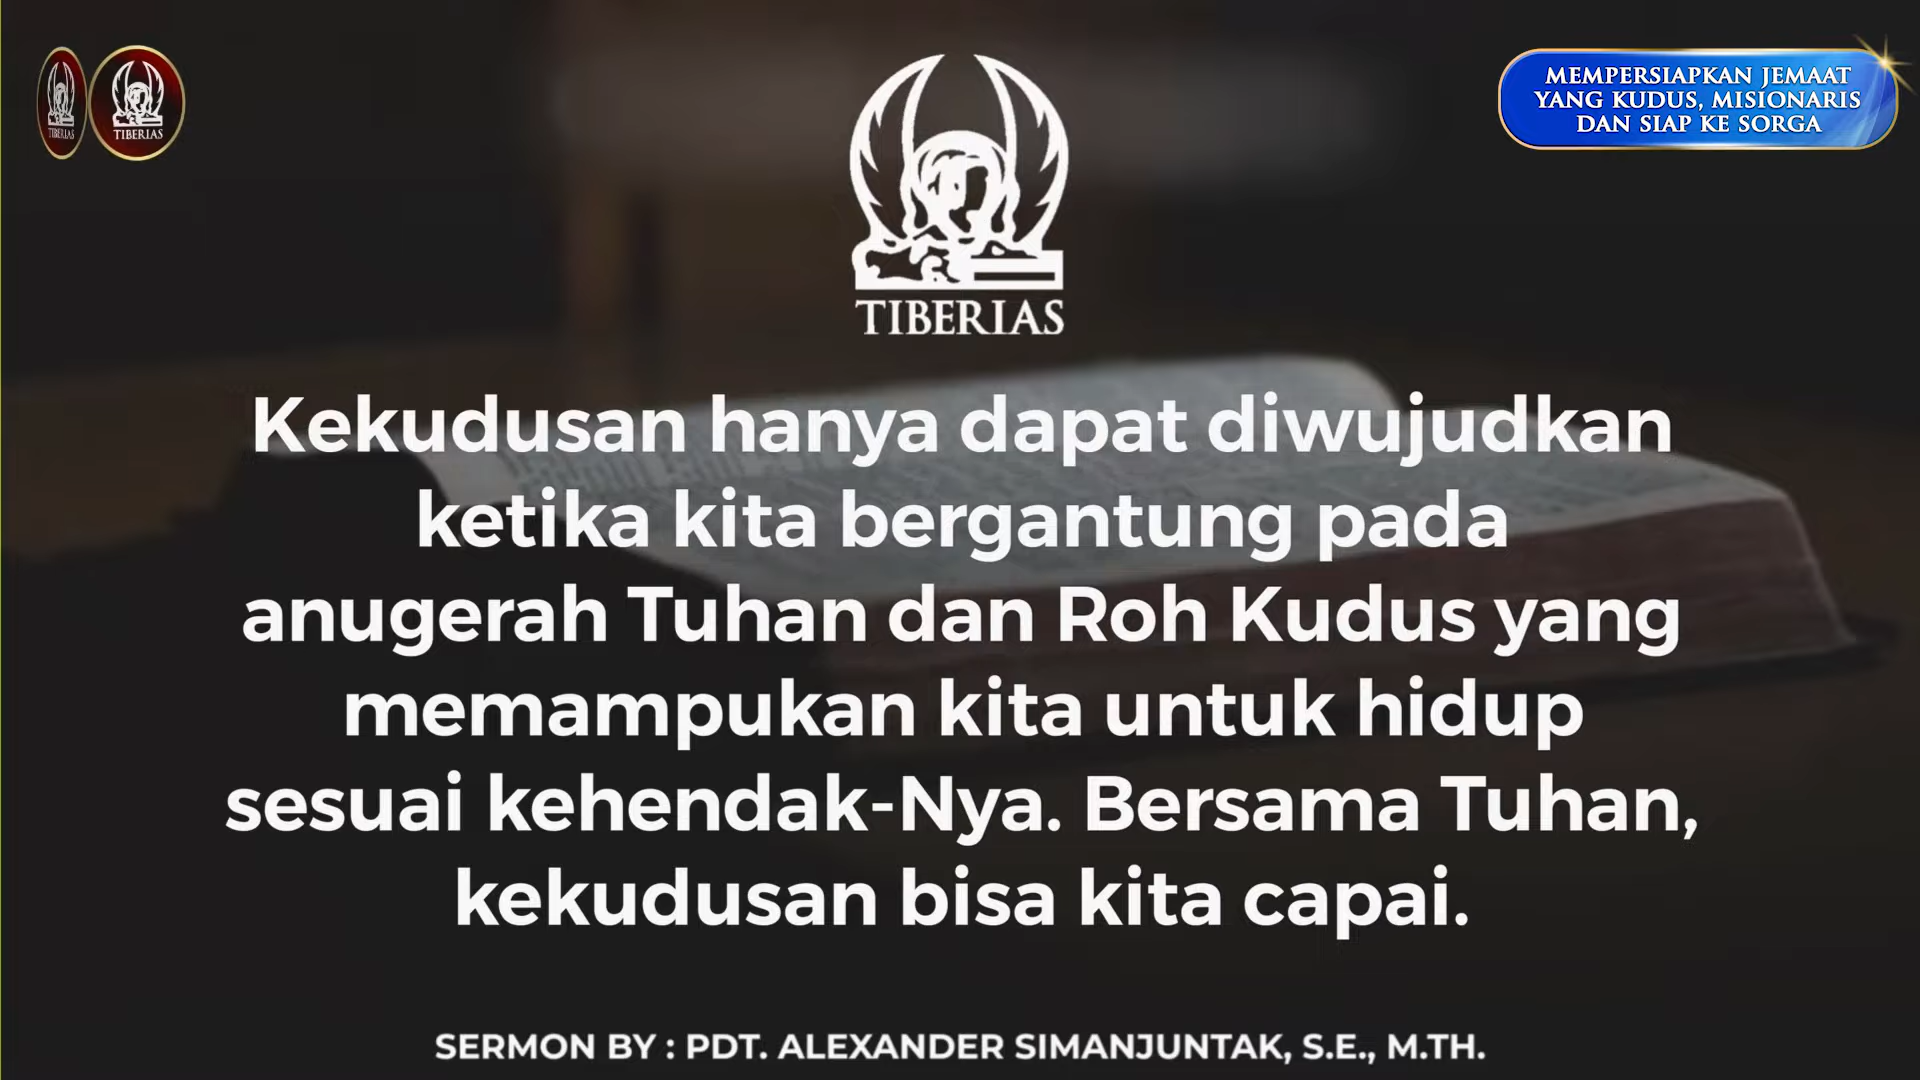 TIBERIAS
TIBERIAS
MEMPERSIAPKAN JEMAAT
YANG KUDUS, MISIONARIS
DAN SIAP KE SORGA
TIBERIAS
Kekudusan hanya dapat diwujudkan
ketika kita bergantung pada
anugerah Tuhan dan Roh Kudus yang
memampukan kita untuk hidup
sesuai kehendak-Nya. Bersama Tuhan,
kekudusan bisa kita capai.
SERMON BY : PDT. ALEXANDER SIMANJUNTAK, S.E., M.TH.